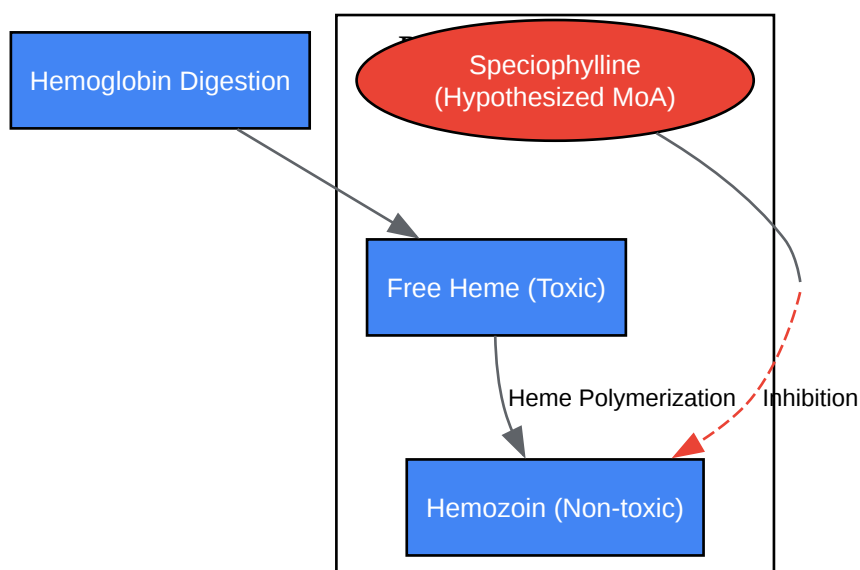 Hemoglobin Digestion
Speciophylline
(Hypothesized MoA)
Free Heme (Toxic)
Heme Polymerization
Inhibition
Hemozoin (Non-toxic)